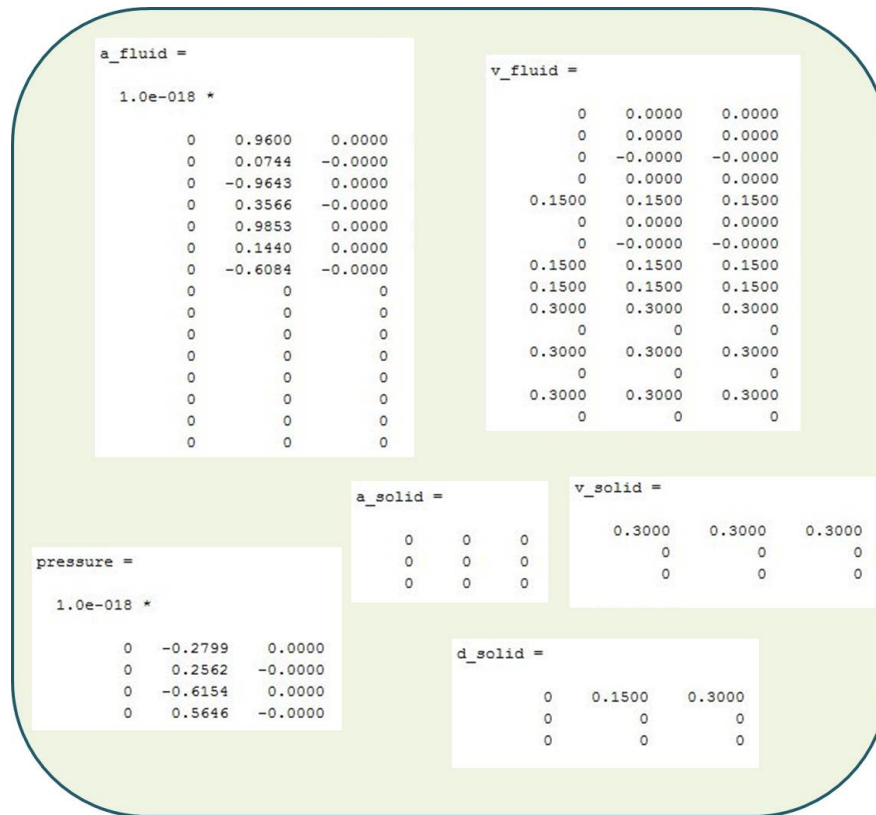 a_fluid =
1.0e-018 *
0 0.9600 0.0000
0 0.0744 -0.0000
0 -0.9643 0.0000
0 0.3566 -0.0000
0 0.9853 0.0000
0 0.1440 0.0000
0 -0.6084 -0.0000
0 0 0
0 0 0
0 0 0
0 0 0
0 0 0
0 0 0
0 0 0
0 0 0
v_fluid =
0 0.0000 0.0000
0 0.0000 0.0000
0 -0.0000 -0.0000
0 0.0000 0.0000
0.1500 0.1500 0.1500
0 0.0000 0.0000
0 -0.0000 -0.0000
0.1500 0.1500 0.1500
0.1500 0.1500 0.1500
0.3000 0.3000 0.3000
0 0 0
0.3000 0.3000 0.3000
0 0 0
0.3000 0.3000 0.3000
0 0 0
a_solid =
0 0 0
0 0 0
0 0 0
v_solid =
0.3000 0.3000 0.3000
0 0 0
0 0 0
pressure =
1.0e-018 *
0 -0.2799 0.0000
0 0.2562 -0.0000
0 -0.6154 0.0000
0 0.5646 -0.0000
d_solid =
0 0.1500 0.3000
0 0 0
0 0 0